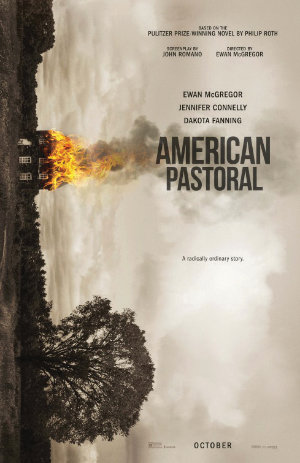 BASED ON THE
PULITZER PRIZE-WINNING NOVEL BY PHILIP ROTH
SCREENPLAY BY
JOHN ROMANO
DIRECTED BY
EWAN McGREGOR
EWAN McGREGOR
JENNIFER CONNELLY
DAKOTA FANNING
AMERICAN
PASTORAL
A radically ordinary story.
OCTOBER